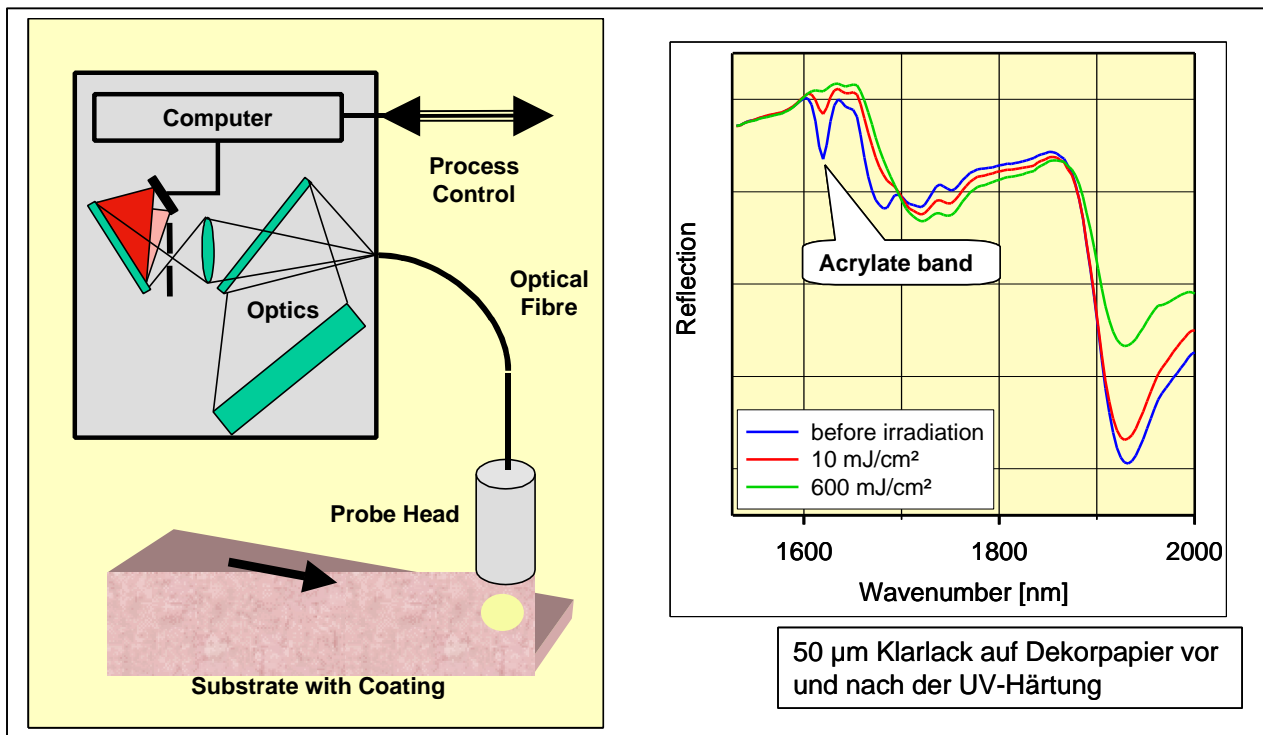 Computer
Process
Control
Optics
Optical
Fibre
Probe Head
Substrate with Coating
Reflection
Acrylate band
before irradiation
10 mJ/cm²
600 mJ/cm²
1600 1800 2000
Wavenumber [nm]
50 µm Klarlack auf Dekorpapier vor
und nach der UV-Härtung